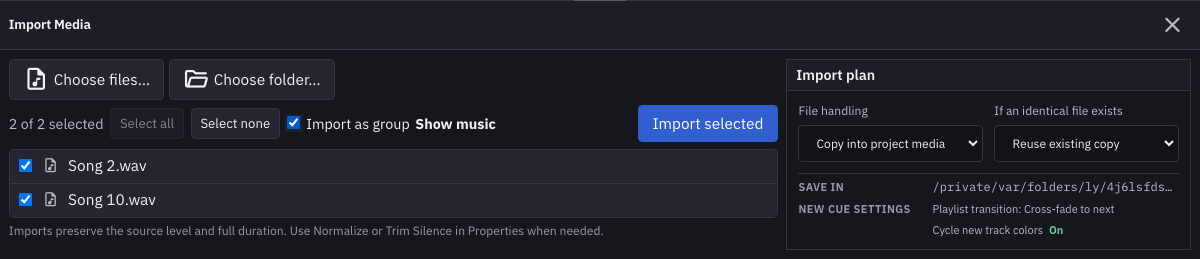 Import Media
Choose files...
Choose folder...
2 of 2 selected
Select all
Select none
Import as group Show music
Import selected
Song 2.wav
Song 10.wav
Imports preserve the source level and full duration. Use Normalize or Trim Silence in Properties when needed.
Import plan
File handling
If an identical file exists
Copy into project media
Reuse existing copy
SAVE IN
/private/var/folders/ly/4j6lsfds…
NEW CUE SETTINGS
Playlist transition: Cross-fade to next
Cycle new track colors On